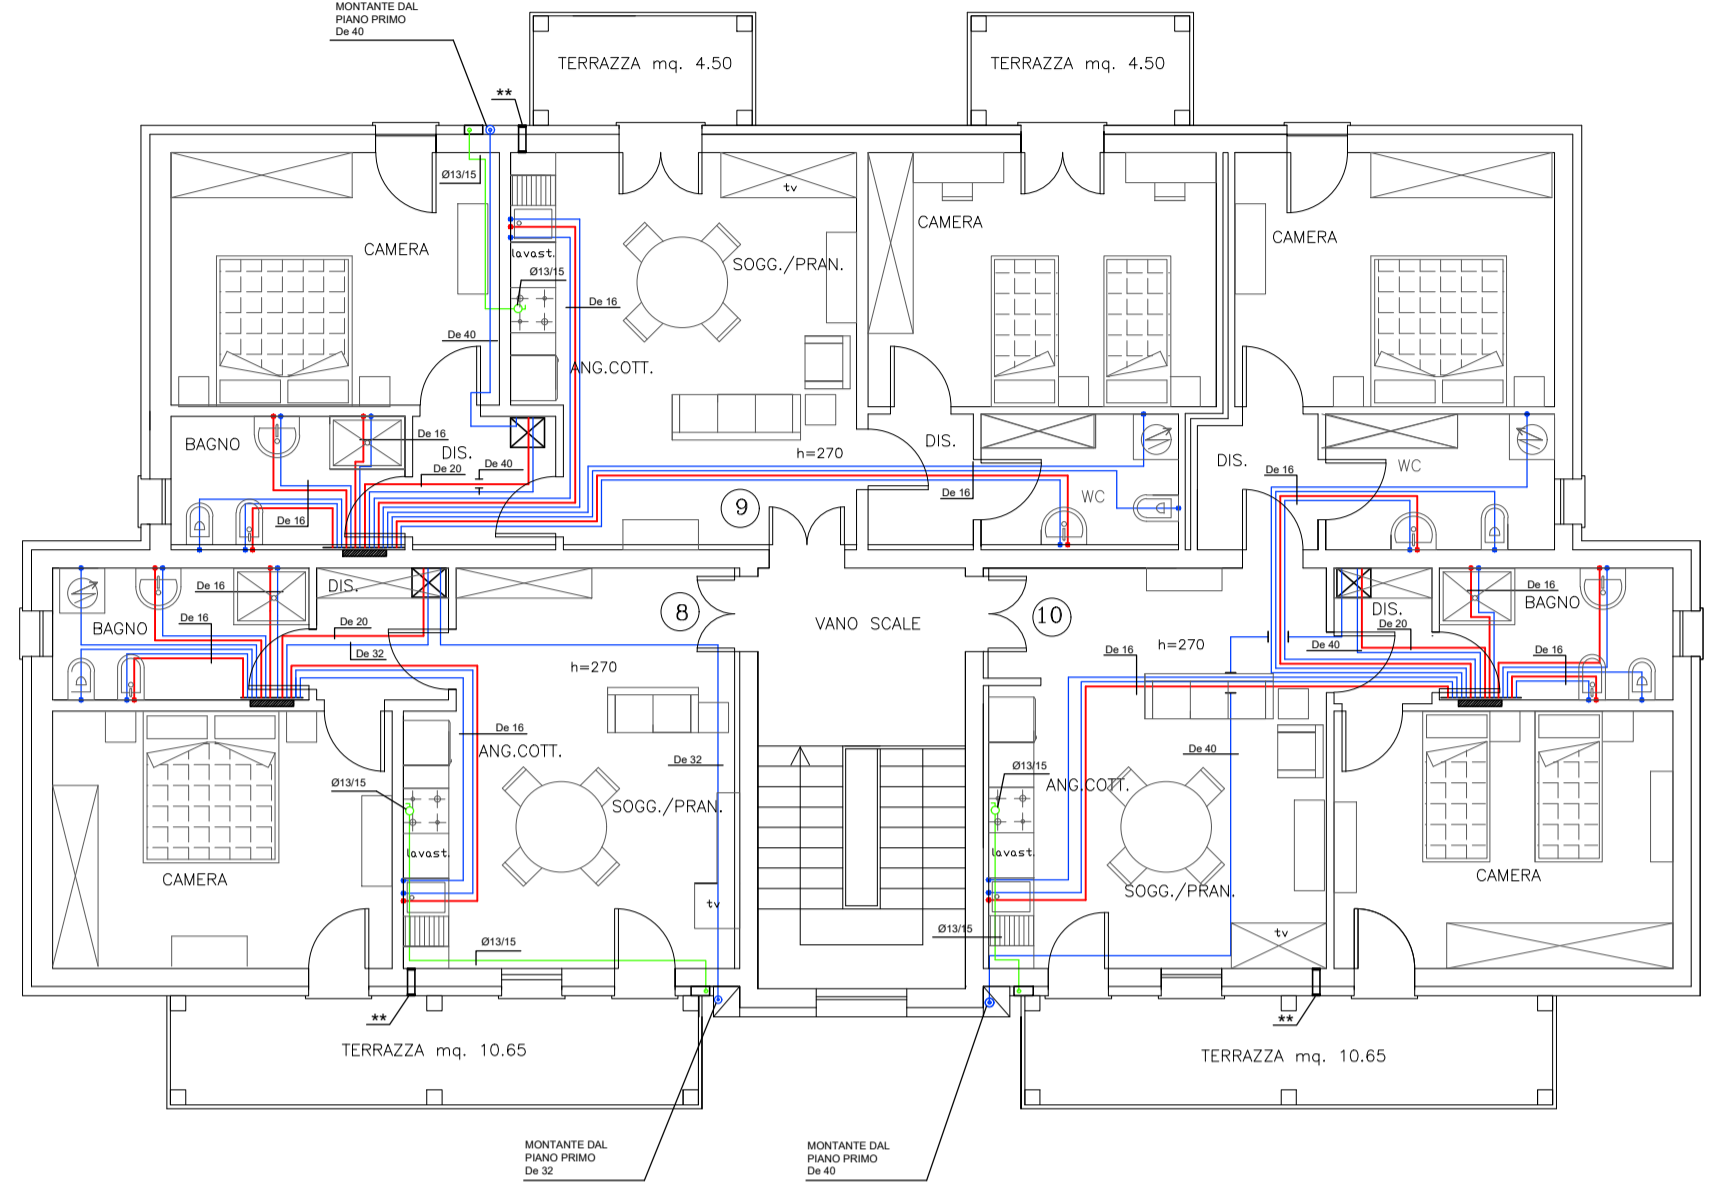 MONTANTE DAL
PIANO PRIMO
De 40
**
TERRAZZA mq. 4.50
TERRAZZA mq. 4.50
Ø13/15
tv
CAMERA
CAMERA
CAMERA
lavast.
SOGG./PRAN.
Ø13/15
De 16
De 40
ANG.COTT.
BAGNO
De 16
DIS.
De 20
De 40
h=270
DIS.
DIS.
WC
De 16
De 16
WC
De 16
9
DIS.
BAGNO
De 16
De 16
De 20
De 32
8
VANO SCALE
10
h=270
h=270
De 16
DIS.
De 20
De 40
De 16
BAGNO
De 16
De 16
ANG.COTT.
De 32
De 40
Ø13/15
Ø13/15
ANG.COTT.
SOGG./PRAN.
lavast.
lavast.
CAMERA
SOGG./PRAN.
CAMERA
tv
tv
Ø13/15
Ø13/15
**
**
TERRAZZA mq. 10.65
TERRAZZA mq. 10.65
MONTANTE DAL
PIANO PRIMO
De 32
MONTANTE DAL
PIANO PRIMO
De 40